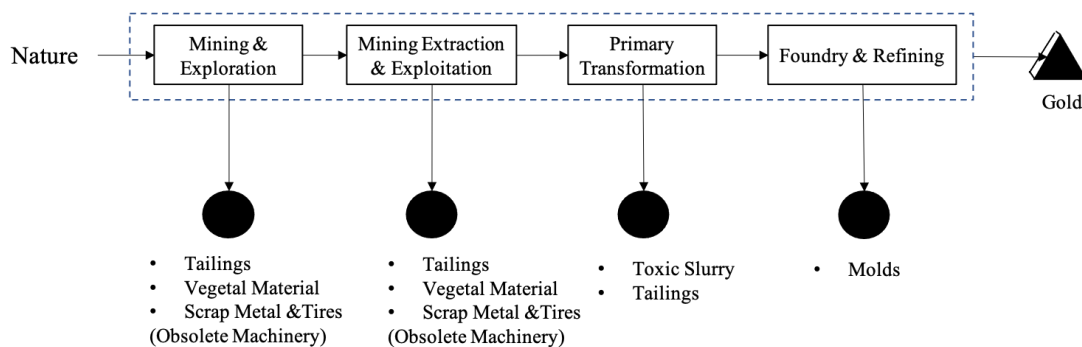 Nature
Mining &
Exploration
Mining Extraction
& Exploitation
Primary
Transformation
Foundry & Refining
Gold
• Tailings
• Vegetal Material
• Scrap Metal &Tires
(Obsolete Machinery)
• Tailings
• Vegetal Material
• Scrap Metal &Tires
(Obsolete Machinery)
• Toxic Slurry
• Tailings
• Molds